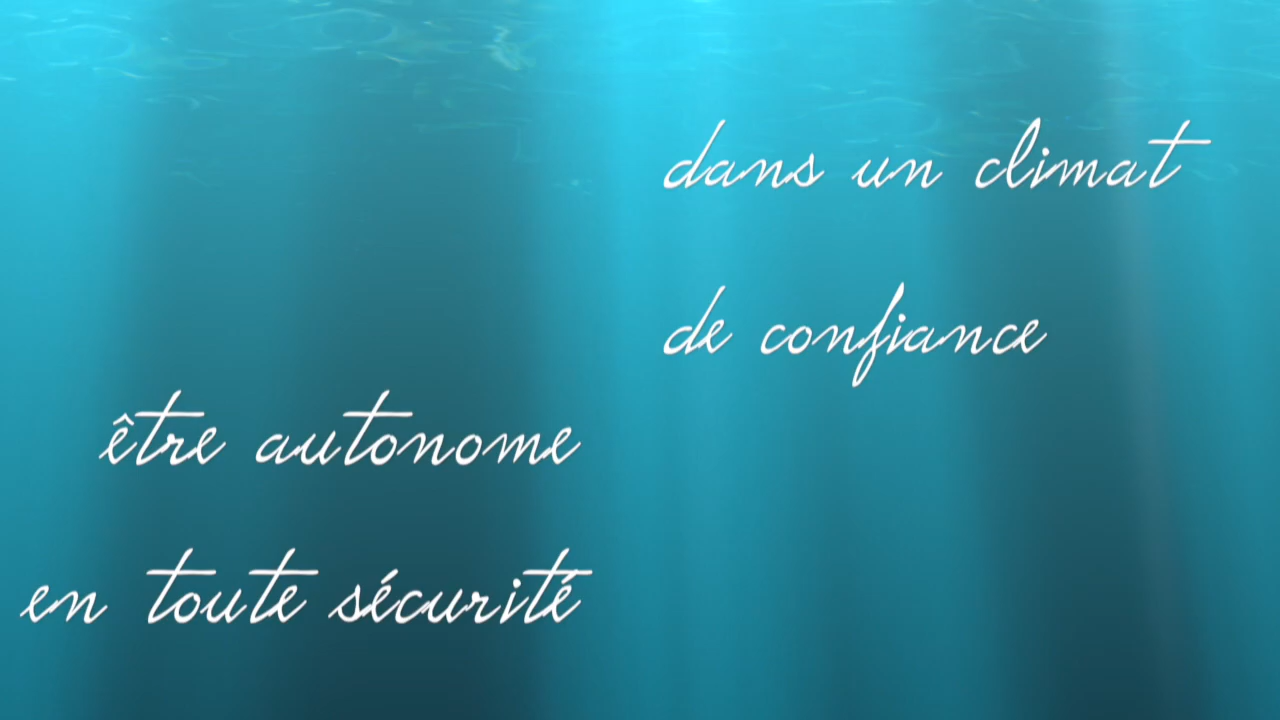 dans un climat
de confiance
être autonome
en toute sécurité